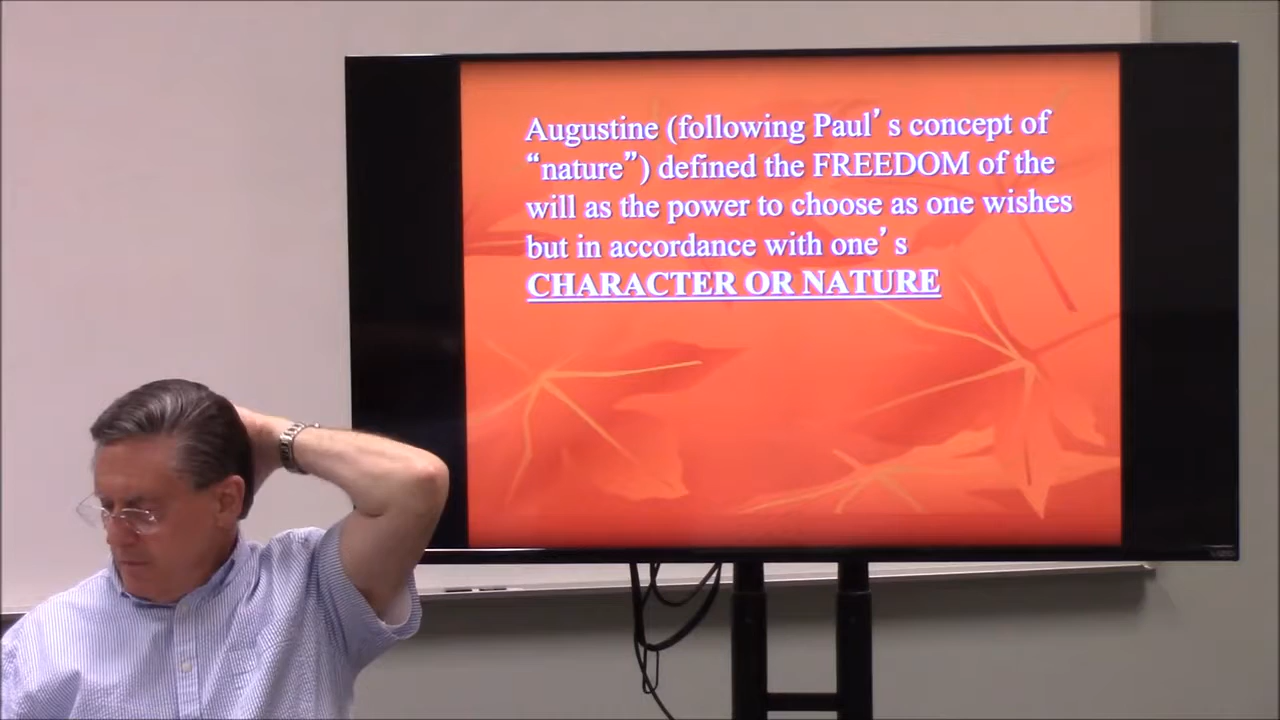 Augustine (following Paul’s concept of
“nature”) defined the FREEDOM of the
will as the power to choose as one wishes
but in accordance with one’s
CHARACTER OR NATURE
VIZIO